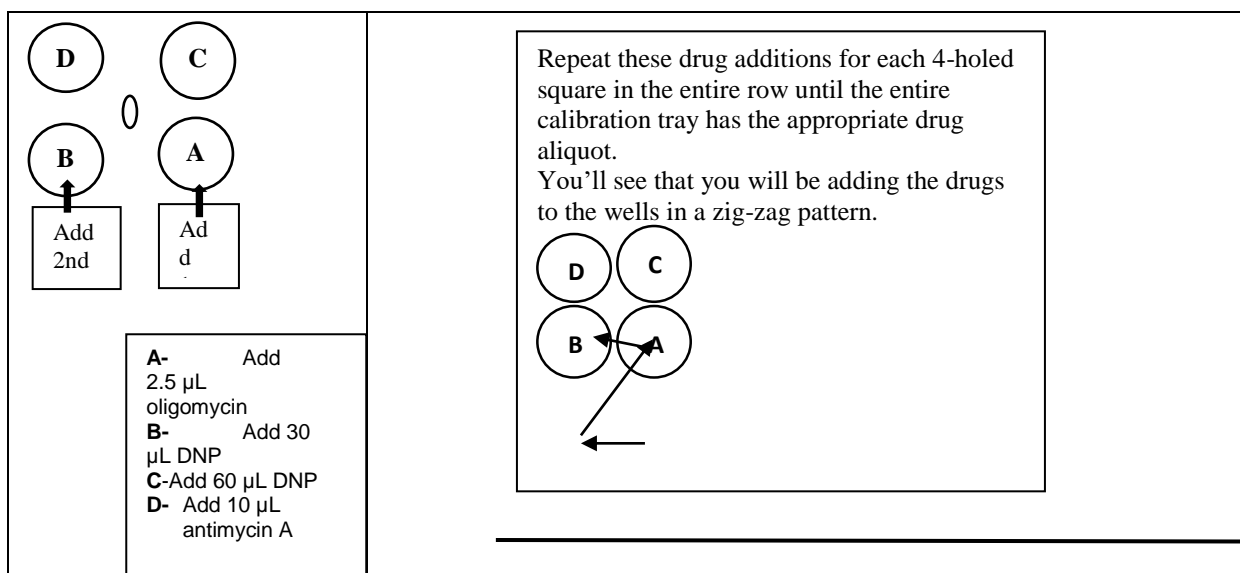 D C
B A
Add
2nd
Ad
d
A- Add
2.5 µL
oligomycin
B- Add 30
µL DNP
C-Add 60 µL DNP
D- Add 10 µL
antimycin A
Repeat these drug additions for each 4-holed
square in the entire row until the entire
calibration tray has the appropriate drug
aliquot.
You'll see that you will be adding the drugs
to the wells in a zig-zag pattern.
D C
B A